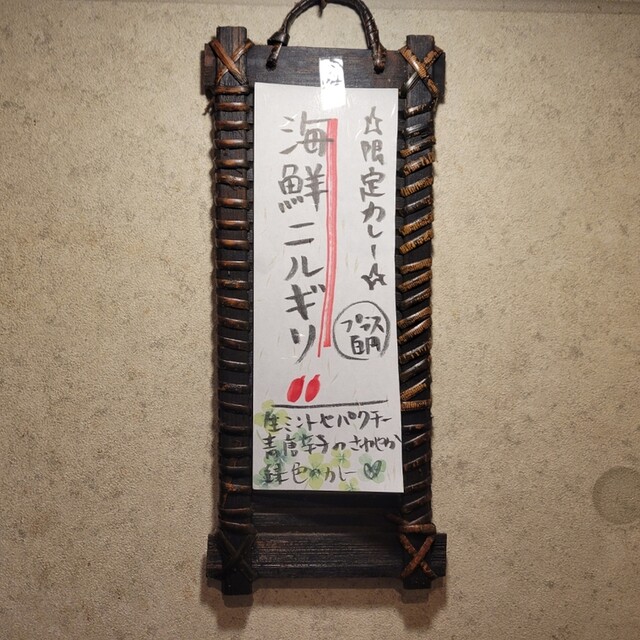 ☆限定カレー☆
海鮮ニルギリ
プラス
百円
生ミントやパクチー
青唐辛子のさわやか
緑色のカレー♡